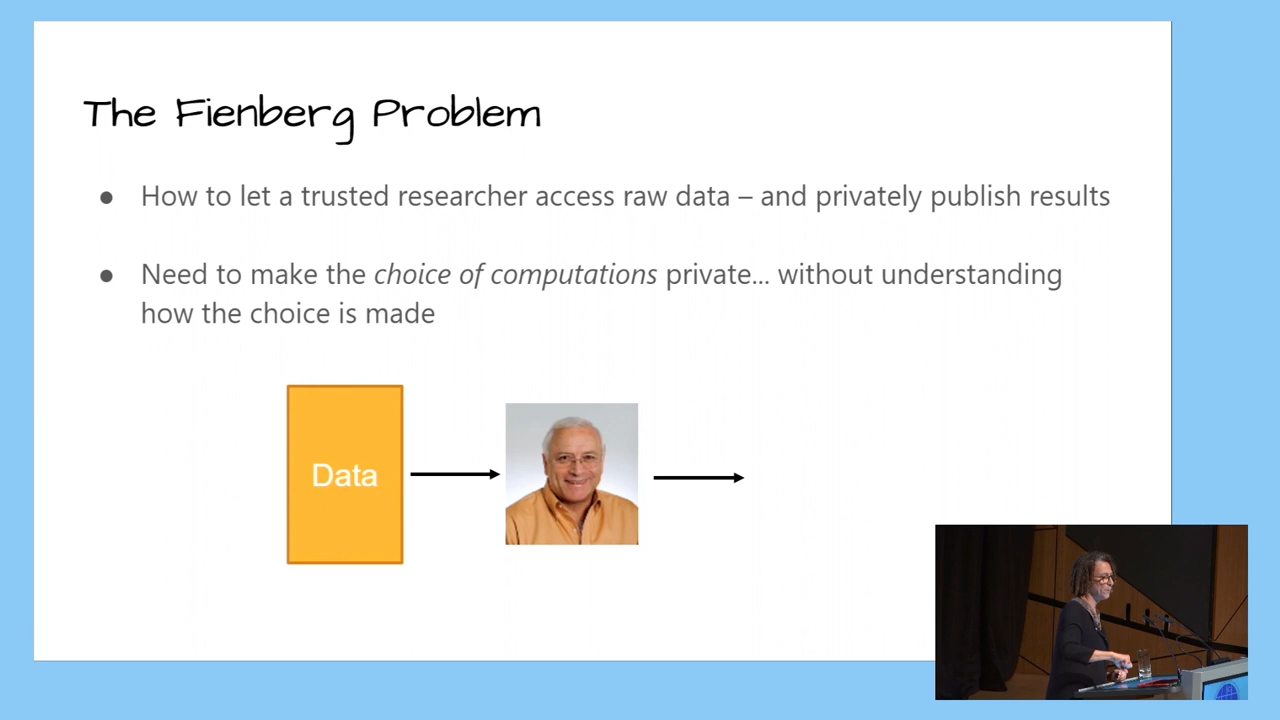 The Fienberg Problem
● How to let a trusted researcher access raw data – and privately publish results
● Need to make the choice of computations private... without understanding
how the choice is made
Data